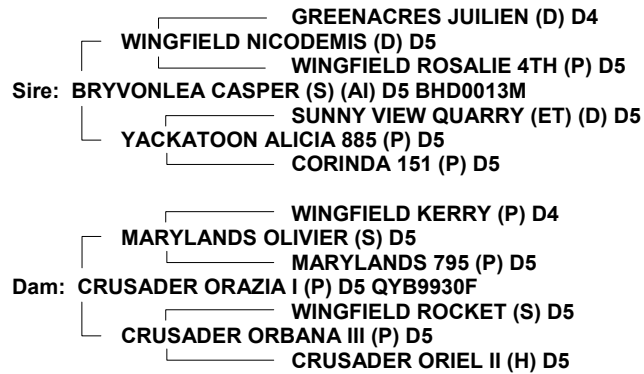 GREENACRES JUILIEN (D) D4
WINGFIELD NICODEMIS (D) D5
WINGFIELD ROSALIE 4TH (P) D5
Sire: BRYVONLEA CASPER (S) (AI) D5 BHD0013M
SUNNY VIEW QUARRY (ET) (D) D5
YACKATOON ALICIA 885 (P) D5
CORINDA 151 (P) D5
WINGFIELD KERRY (P) D4
MARYLANDS OLIVIER (S) D5
MARYLANDS 795 (P) D5
Dam: CRUSADER ORAZIA I (P) D5 QYB9930F
WINGFIELD ROCKET (S) D5
CRUSADER ORBANA III (P) D5
CRUSADER ORIEL II (H) D5